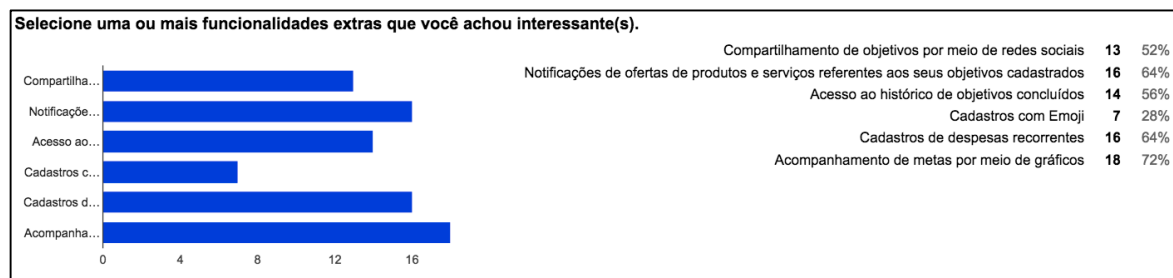 Selecione uma ou mais funcionalidades extras que você achou interessante(s).
Compartilha…
Notificaçõe…
Acesso ao…
Cadastros c…
Cadastros d…
Acompanha…
0 4 8 12 16
Compartilhamento de objetivos por meio de redes sociais 13 52%
Notificações de ofertas de produtos e serviços referentes aos seus objetivos cadastrados 16 64%
Acesso ao histórico de objetivos concluídos 14 56%
Cadastros com Emoji 7 28%
Cadastros de despesas recorrentes 16 64%
Acompanhamento de metas por meio de gráficos 18 72%